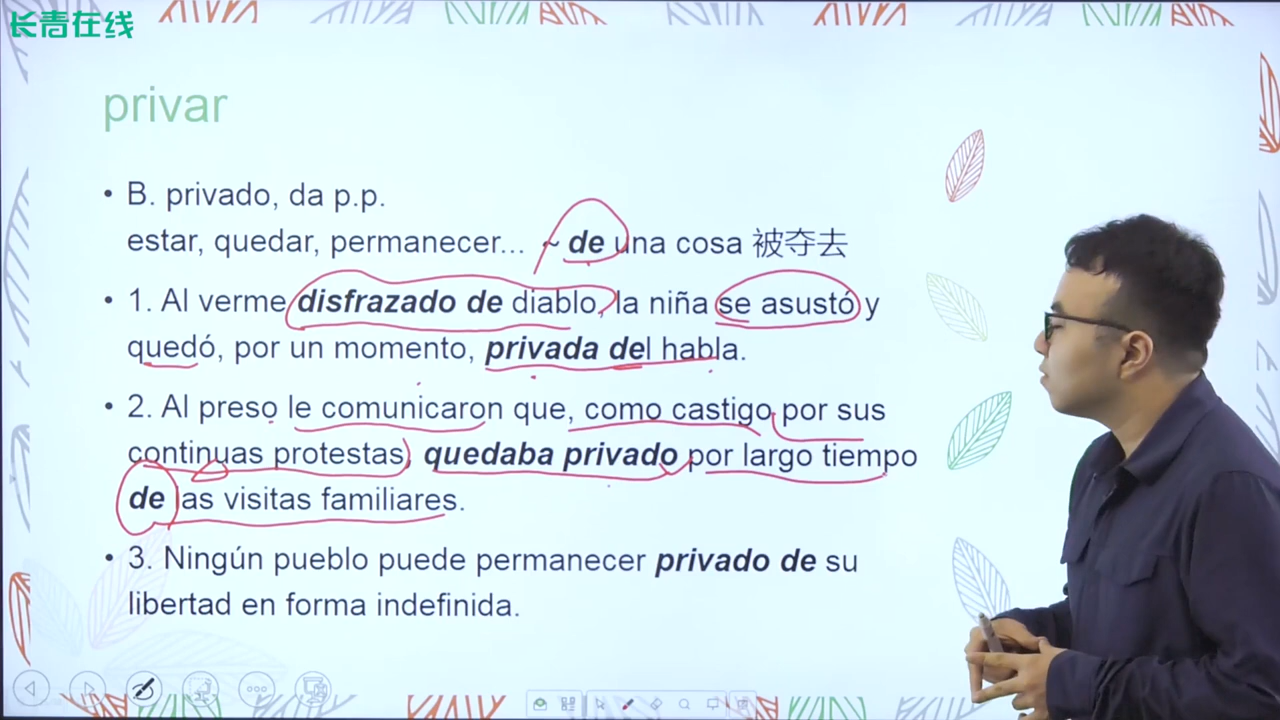 长青在线
privar
• B. privado, da p.p.
estar, quedar, permanecer... ~ de una cosa 被夺去
• 1. Al verme disfrazado de diablo, la niña se asustó y
quedó, por un momento, privada del habla.
• 2. Al preso le comunicaron que, como castigo por sus
continuas protestas, quedaba privado por largo tiempo
de las visitas familiares.
• 3. Ningún pueblo puede permanecer privado de su
libertad en forma indefinida.